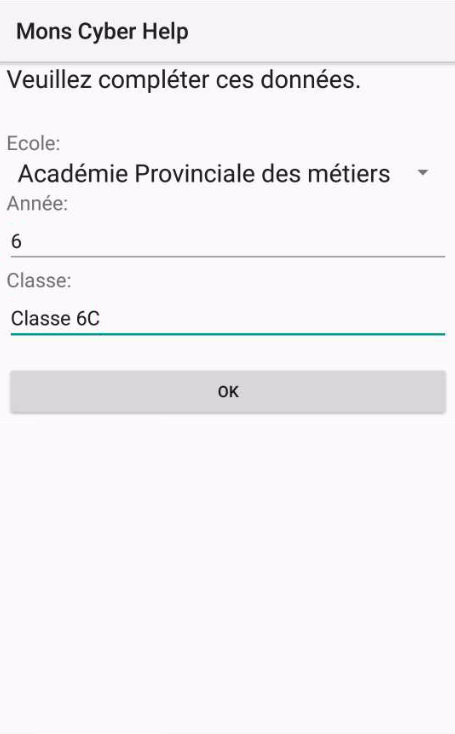 Mons Cyber Help
Veuillez compléter ces données.
Ecole:
Académie Provinciale des métiers
Année:
6
Classe:
Classe 6C
OK